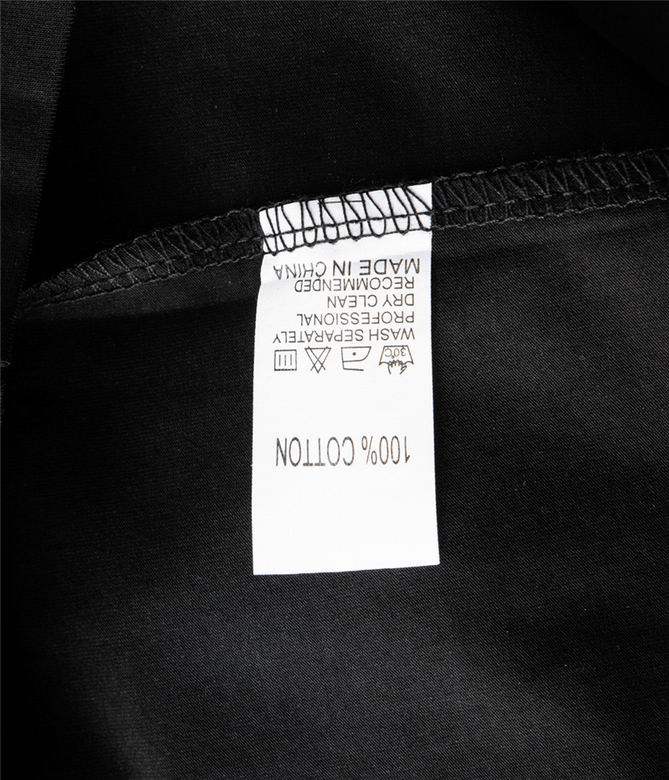 100% COTTON
30°C
WASH SEPARATELY
PROFESSIONAL
DRY CLEAN
RECOMMENDED
MADE IN CHINA